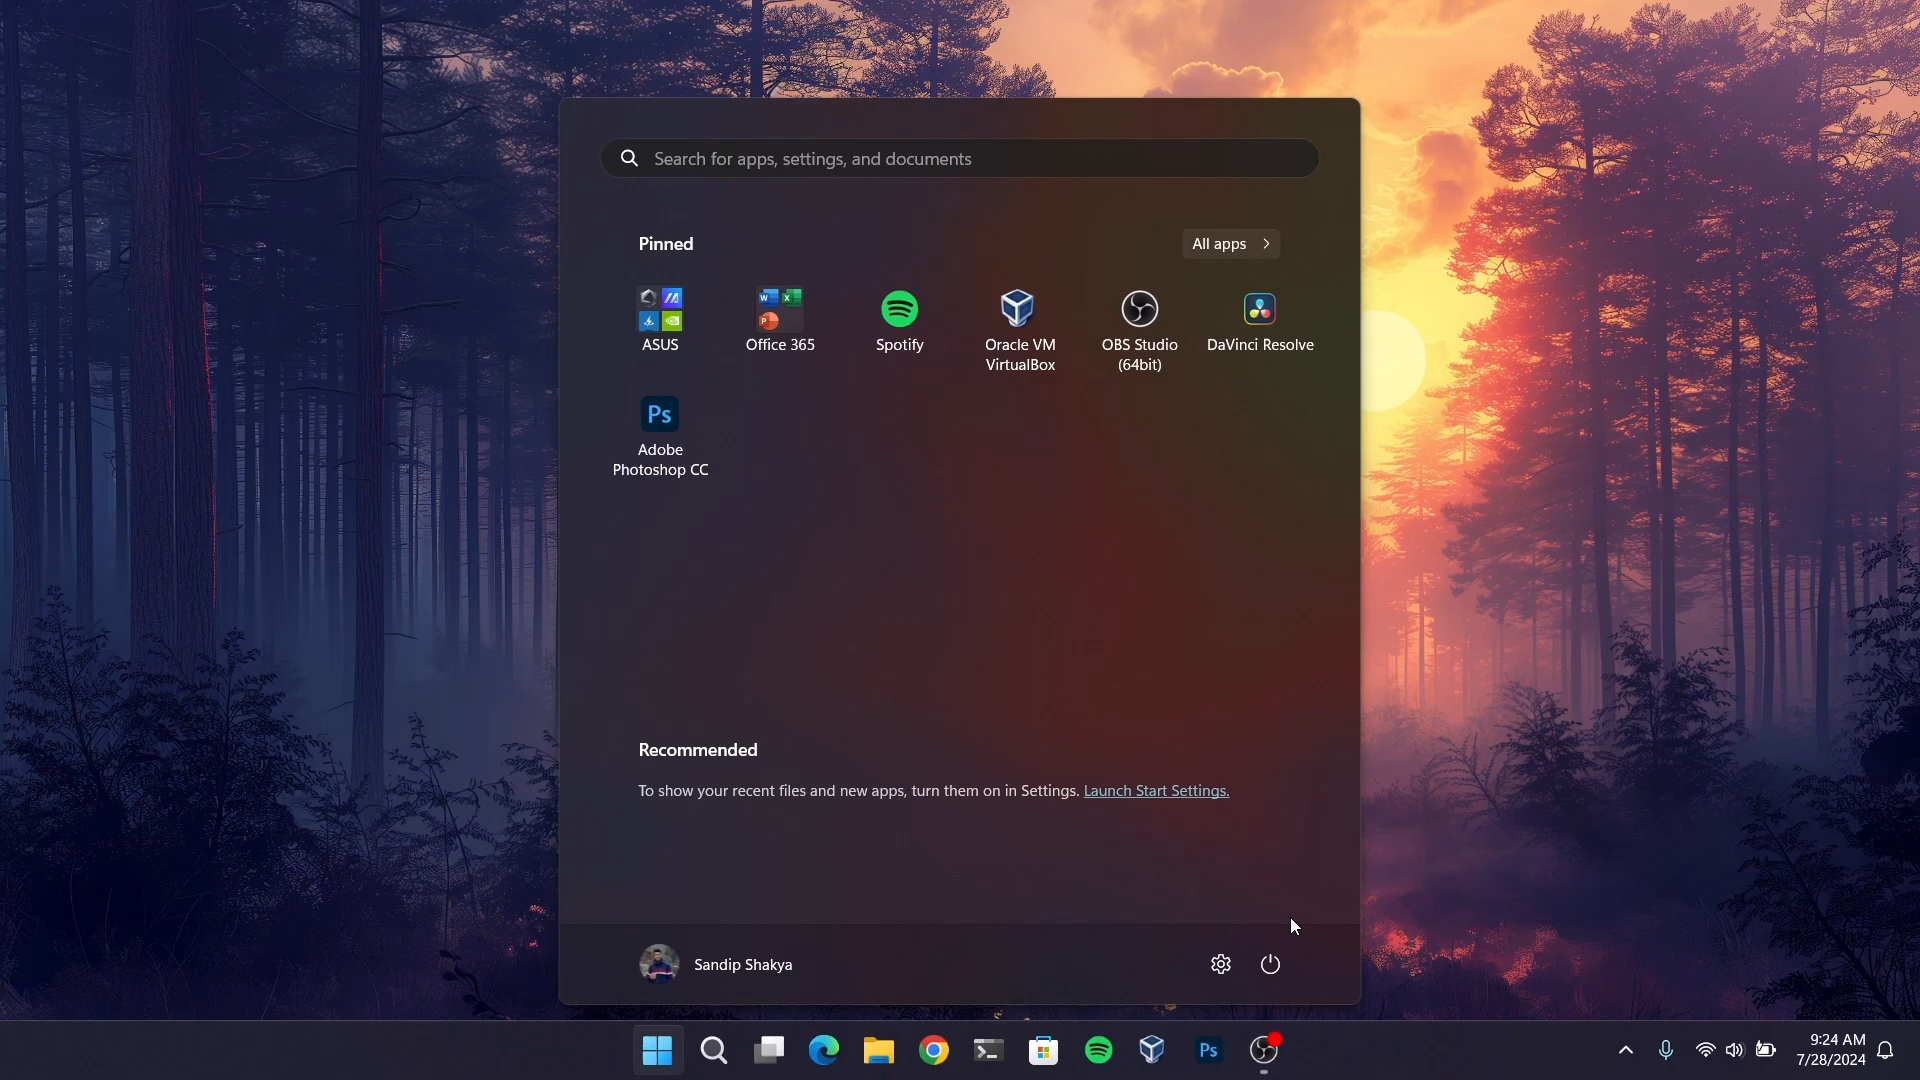 Search for apps, settings, and documents
Pinned
All apps
ASUS
Office 365
Spotify
Oracle VM
VirtualBox
OBS Studio
(64bit)
DaVinci Resolve
Ps
Adobe
Photoshop CC
Recommended
To show your recent files and new apps, turn them on in Settings. Launch Start Settings.
Sandip Shakya
Ps
9:24 AM
7/28/2024